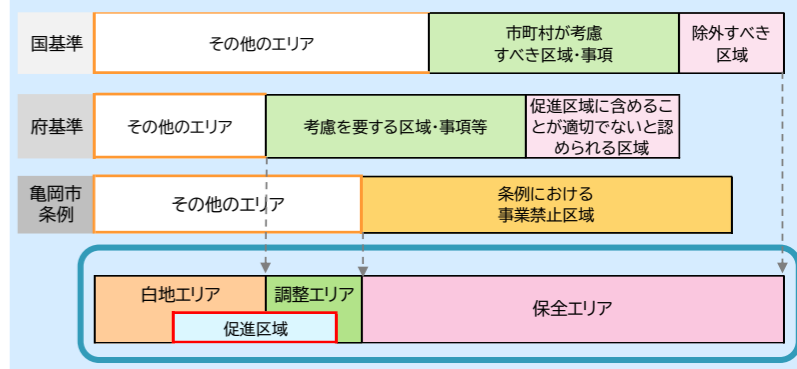 国基準
その他のエリア
市町村が考慮
すべき区域・事項
除外すべき
区域
府基準
その他のエリア
考慮を要する区域・事項等
促進区域に含めるこ
とが適切でないと認
められる区域
亀岡市
条例
その他のエリア
条例における
事業禁止区域
白地エリア
調整エリア
保全エリア
促進区域